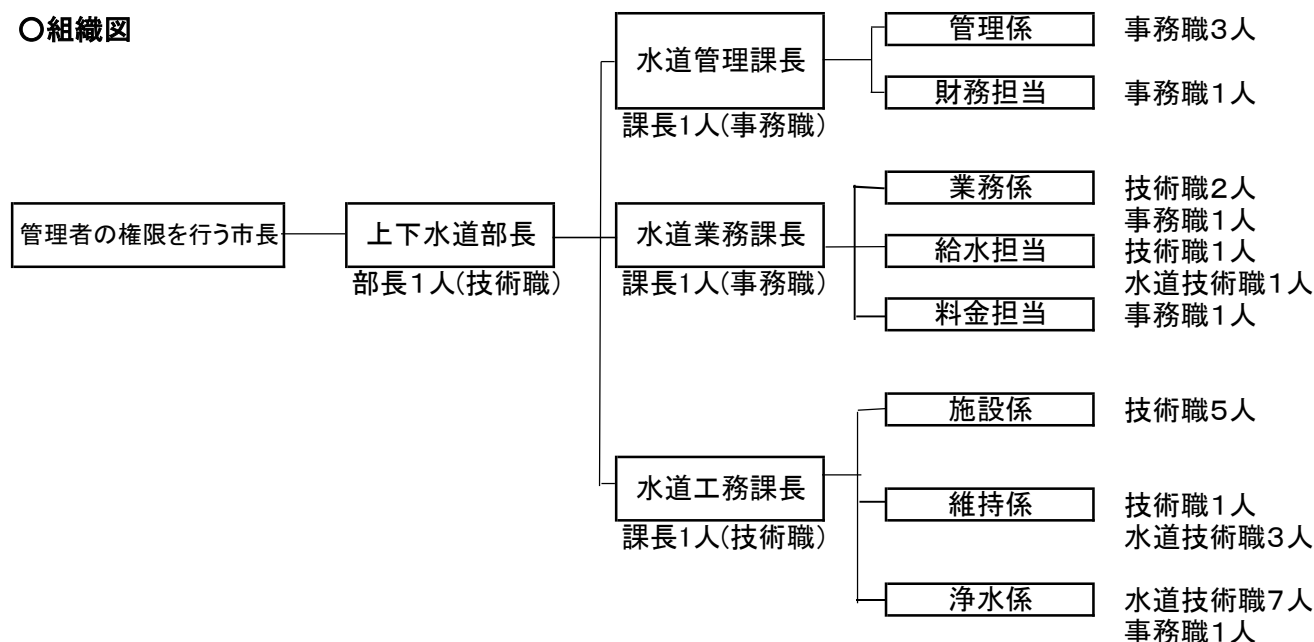 〇組織図
管理者の権限を行う市長
上下水道部長
部長1人(技術職)
水道管理課長
課長1人(事務職)
管理係
事務職3人
財務担当
事務職1人
水道業務課長
課長1人(事務職)
業務係
技術職2人
事務職1人
給水担当
技術職1人
水道技術職1人
料金担当
事務職1人
水道工務課長
課長1人(技術職)
施設係
技術職5人
維持係
技術職1人
水道技術職3人
浄水係
水道技術職7人
事務職1人